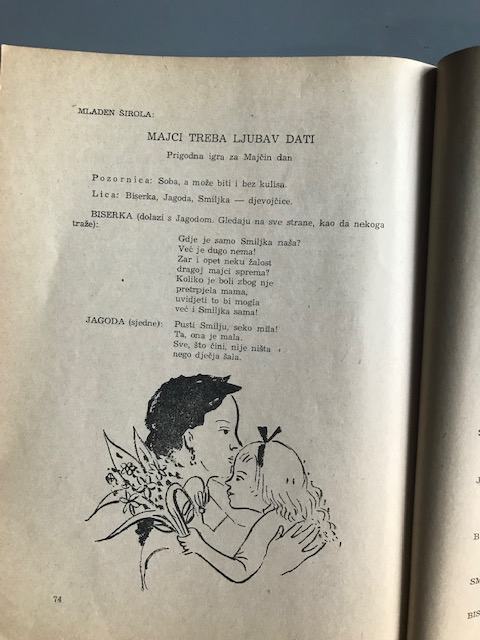 MLADEN ŠIROLA:
MAJCI TREBA LJUBAV DATI
Prigodna igra za Majčin dan
Pozornica: Soba, a može biti i bez kulisa.
Lica: Biserka, Jagoda, Smiljka — djevojčice.
BISERKA (dolazi s Jagodom. Gledaju na sve strane, kao da nekoga
traže):
Gdje je samo Smiljka naša?
Već je dugo nema!
Zar i opet neku žalost
dragoj majci sprema?
Koliko je boli zbog nje
pretrpjela mama,
uvidjeti to bi mogla
već i Smiljka sama!
JAGODA (sjedne): Pusti Smilju, seko mila!
Ta, ona je mala.
Sve, što čini, nije ništa
nego dječja šala.
74
S
J
B
SM
BIS